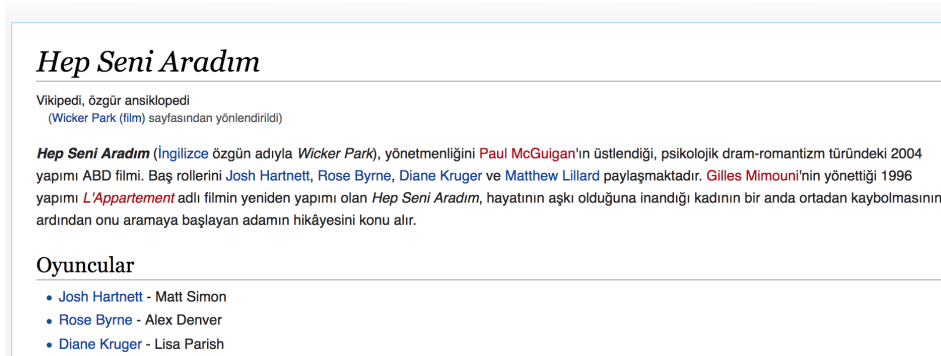 Hep Seni Aradım
Vikipedi, özgür ansiklopedi
(Wicker Park (film) sayfasından yönlendirildi)
Hep Seni Aradım (İngilizce özgün adıyla Wicker Park), yönetmenliğini Paul McGuigan'ın üstlendiği, psikolojik dram-romantizm türündeki 2004
yapımı ABD filmi. Baş rollerini Josh Hartnett, Rose Byrne, Diane Kruger ve Matthew Lillard paylaşmaktadır. Gilles Mimouni'nin yönettiği 1996
yapımı L'Appartement adlı filmin yeniden yapımı olan Hep Seni Aradım, hayatının aşkı olduğuna inandığı kadının bir anda ortadan kaybolmasının
ardından onu aramaya başlayan adamın hikâyesini konu alır.
Oyuncular
• Josh Hartnett - Matt Simon
• Rose Byrne - Alex Denver
• Diane Kruger - Lisa Parish